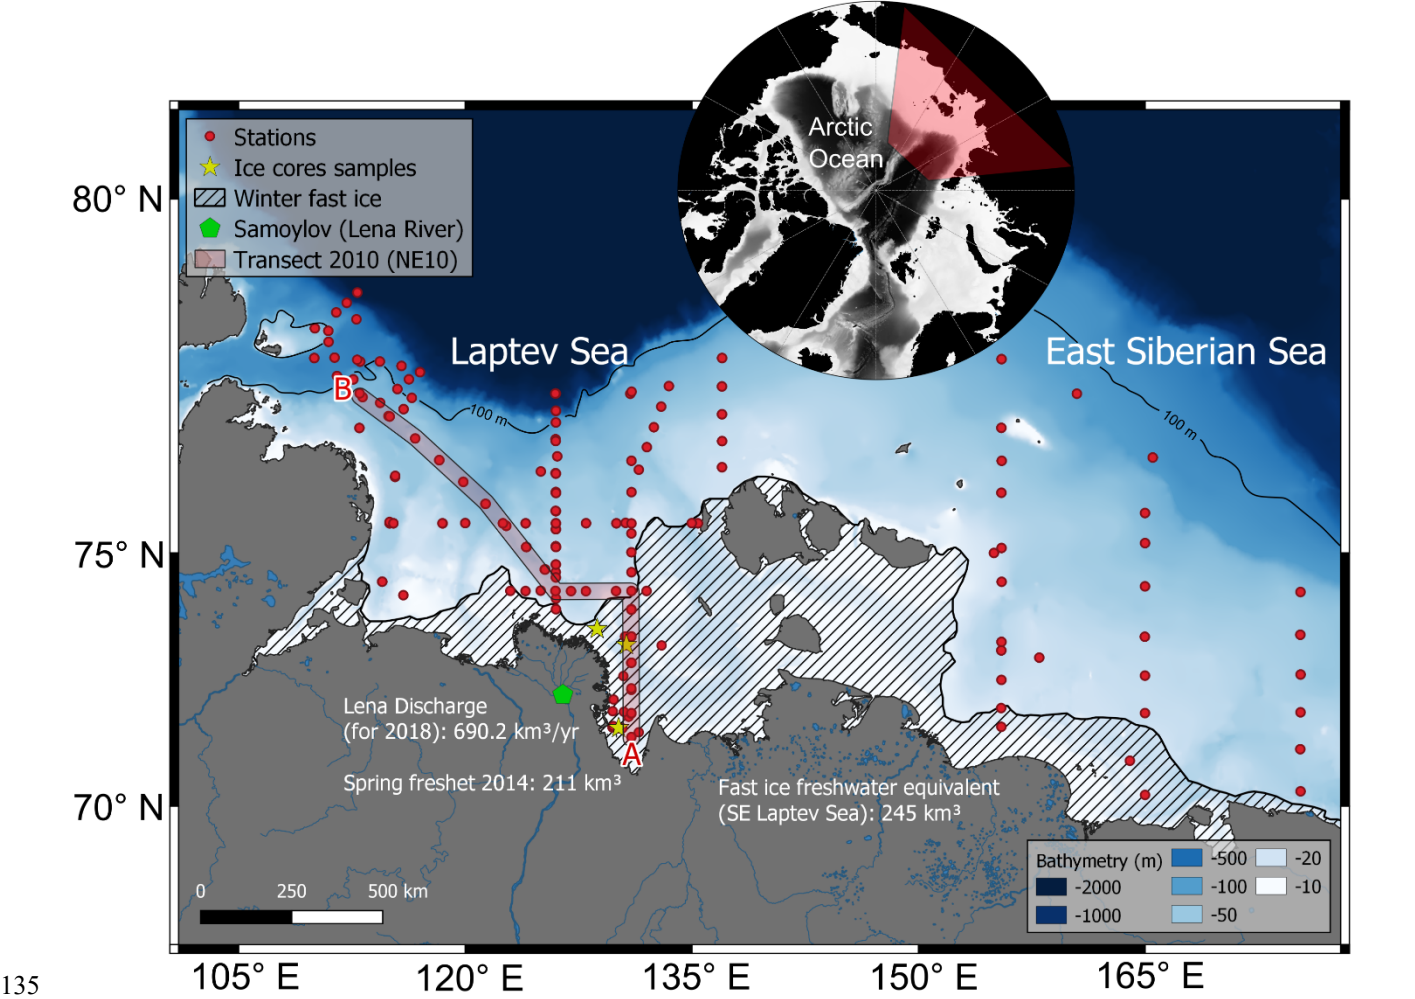 Arctic
Ocean
Stations
Ice cores samples
Winter fast ice
Samoylov (Lena River)
Transect 2010 (NE10)
80° N
75° N
70° N
Laptev Sea
East Siberian Sea
B
100 m
100 m
A
Lena Discharge
(for 2018): 690.2 km³/yr
Spring freshet 2014: 211 km³
Fast ice freshwater equivalent
(SE Laptev Sea): 245 km³
0 250 500 km
Bathymetry (m)
-2000
-1000
-500
-100
-50
-20
-10
105° E 120° E 135° E 150° E 165° E
135